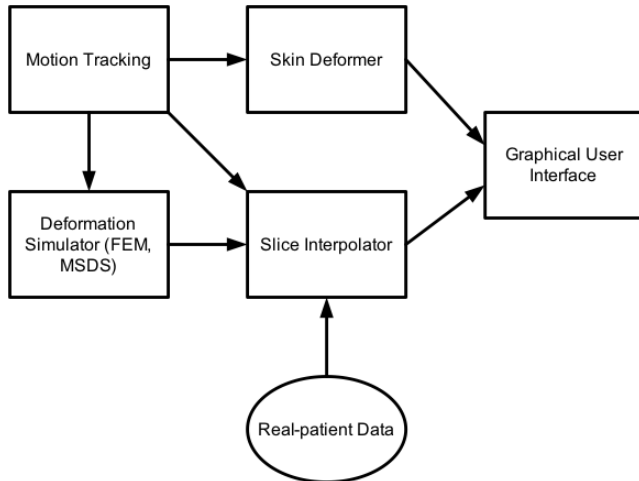 Motion Tracking
Skin Deformer
Graphical User
Interface
Deformation
Simulator (FEM,
MSDS)
Slice Interpolator
Real-patient Data